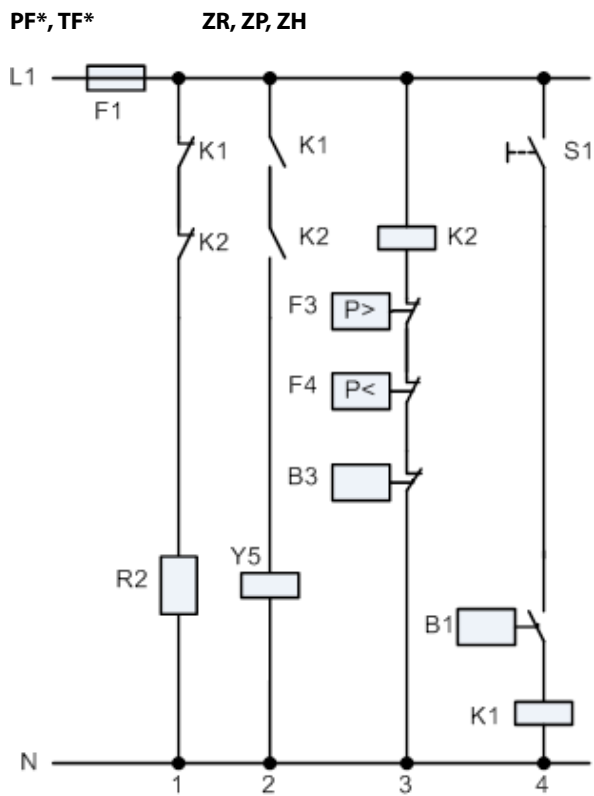 PF*, TF* ZR, ZP, ZH
L1
F1
K1
K1
S1
K2
K2
K2
F3 P>
F4 P<
B3
Y5
R2
B1
K1
N
1 2 3 4